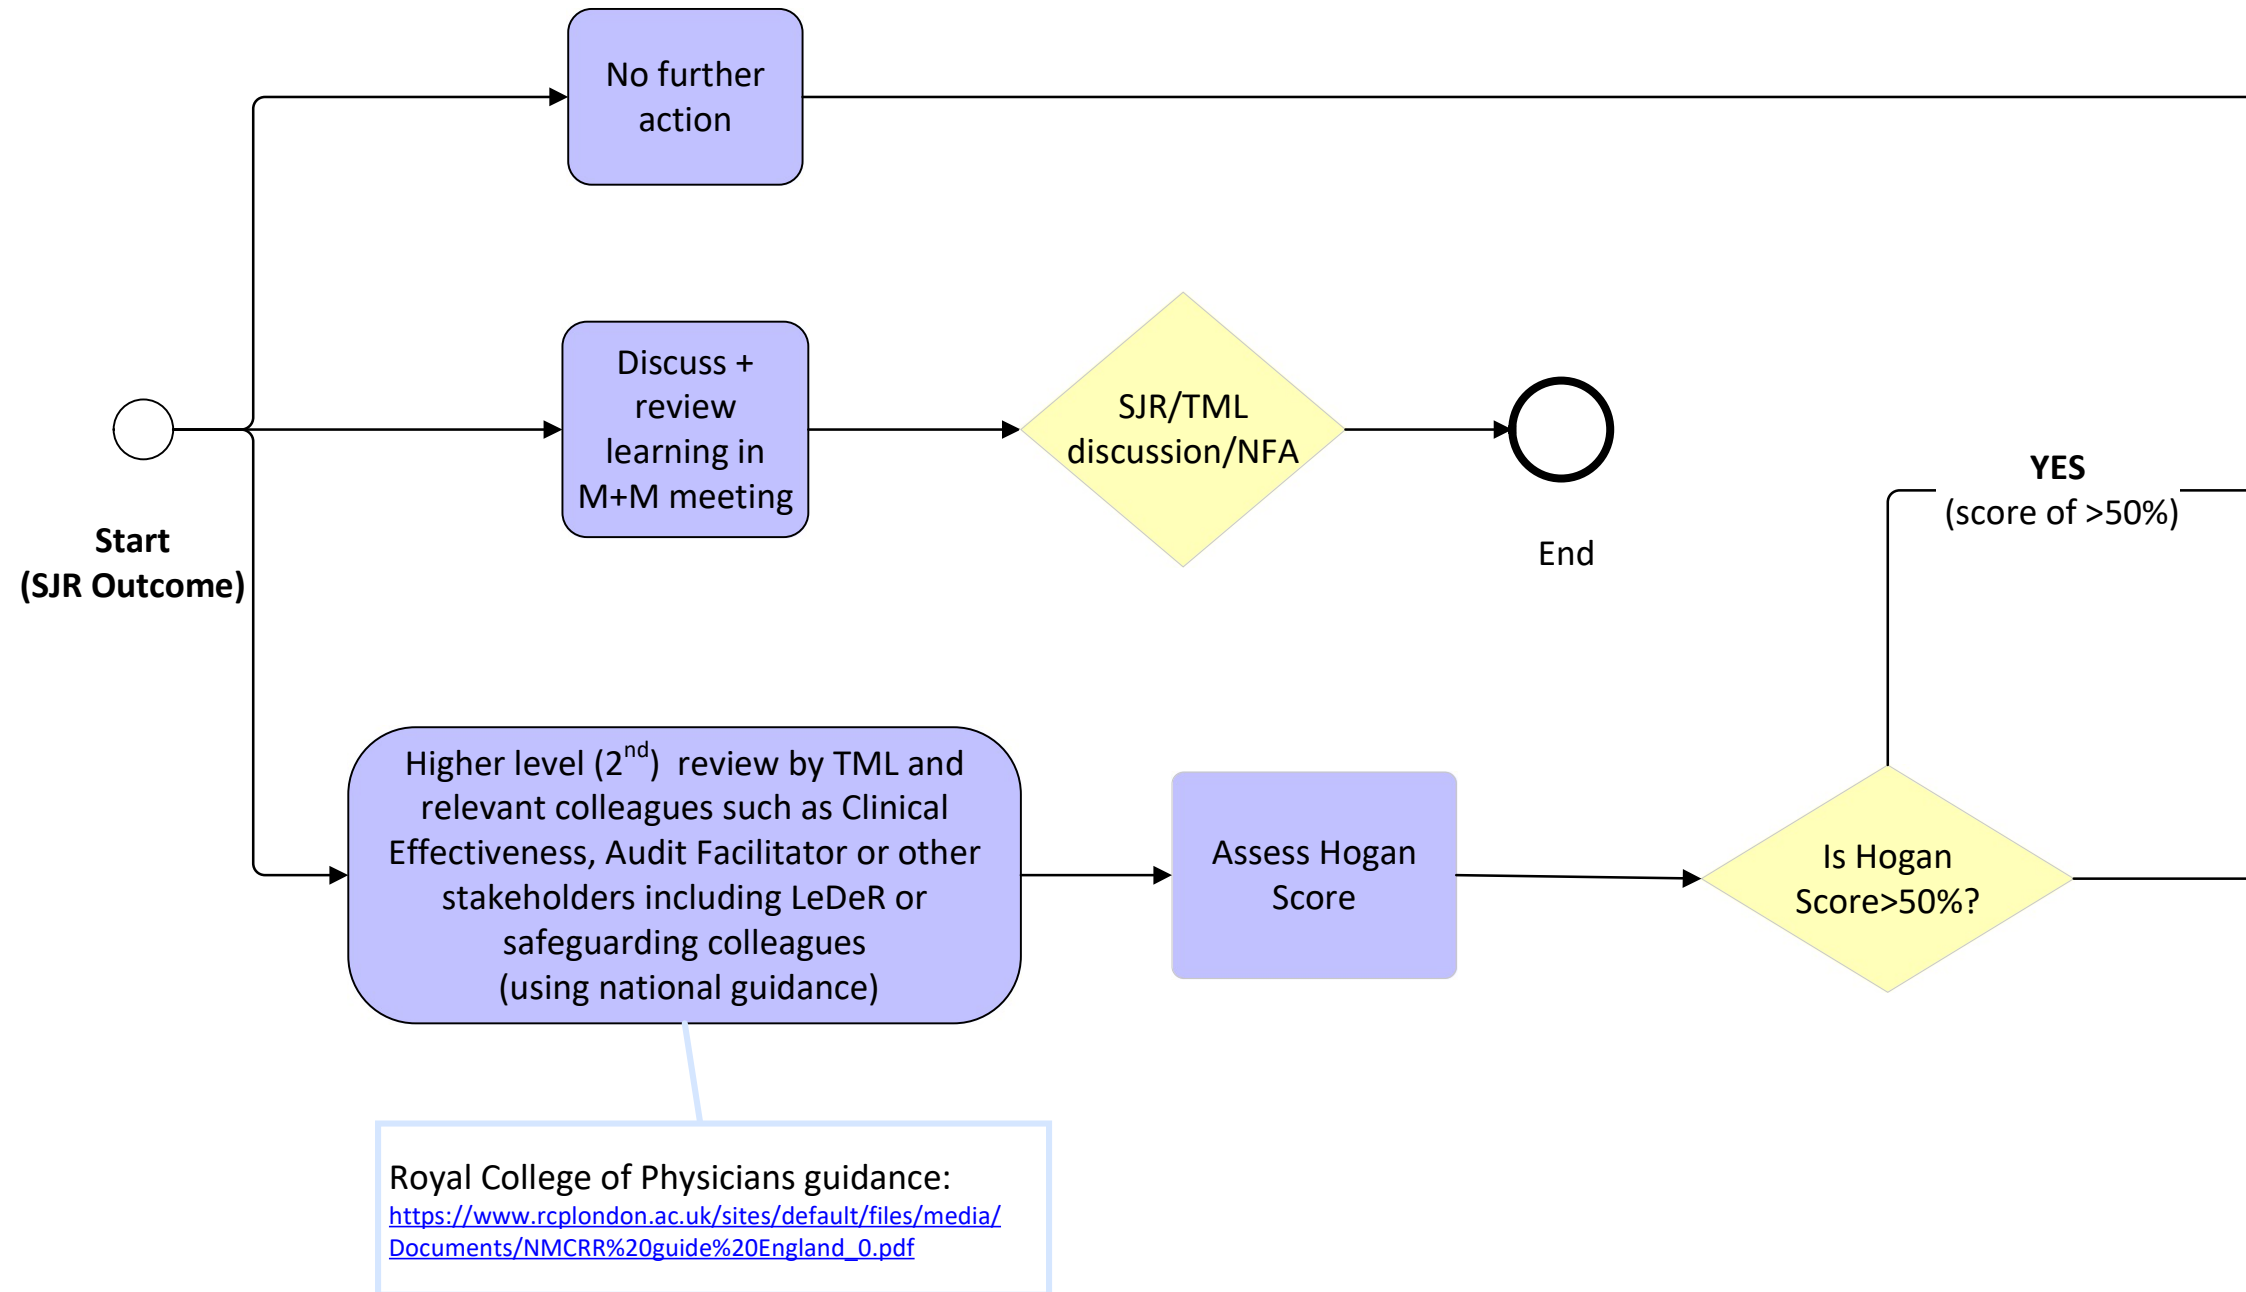 No further
action
Discuss +
review
learning in
M+M meeting
SJR/TML
discussion/NFA
End
YES
(score of >50%)
Start
(SJR Outcome)
Higher level (2nd) review by TML and
relevant colleagues such as Clinical
Effectiveness, Audit Facilitator or other
stakeholders including LeDeR or
safeguarding colleagues
(using national guidance)
Assess Hogan
Score
Is Hogan
Score>50%?
Royal College of Physicians guidance:
https://www.rcplondon.ac.uk/sites/default/files/media/
Documents/NMCRR%20guide%20England_0.pdf